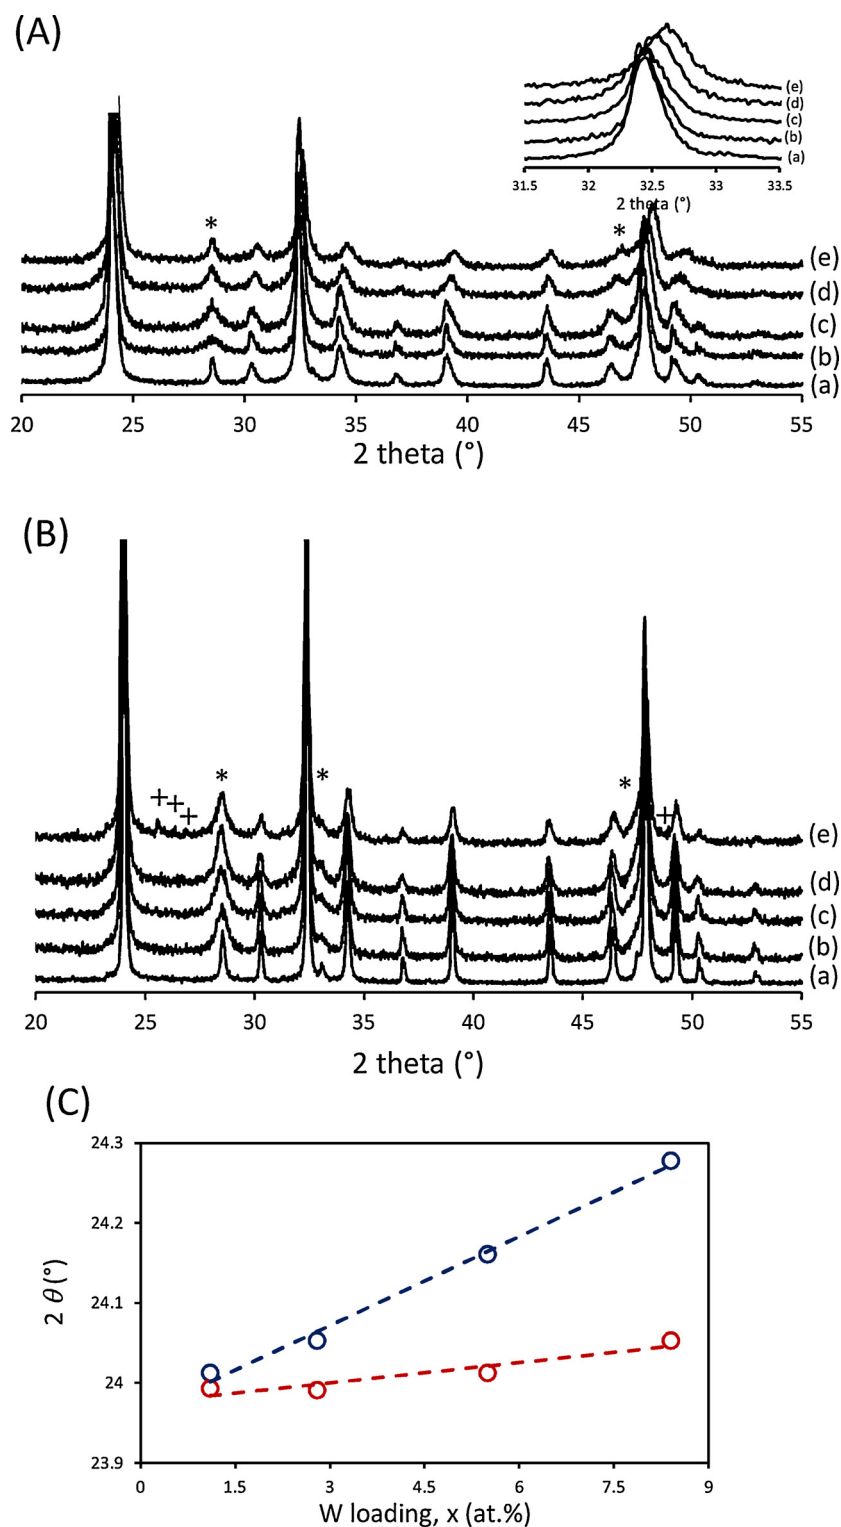 (A)
(e)
(d)
(c)
(b)
(a)
31.5 32 32.5 33 33.5
2 theta (°)
*
*
(e)
(d)
(c)
(b)
(a)
20 25 30 35 40 45 50 55
2 theta (°)
(B)
+ + +
*
*
*
+
(e)
(d)
(c)
(b)
(a)
20 25 30 35 40 45 50 55
2 theta (°)
(C)
24.3
24.2
24.1
24
23.9
2 θ (°)
0 1.5 3 4.5 6 7.5 9
W loading, x (at.%)